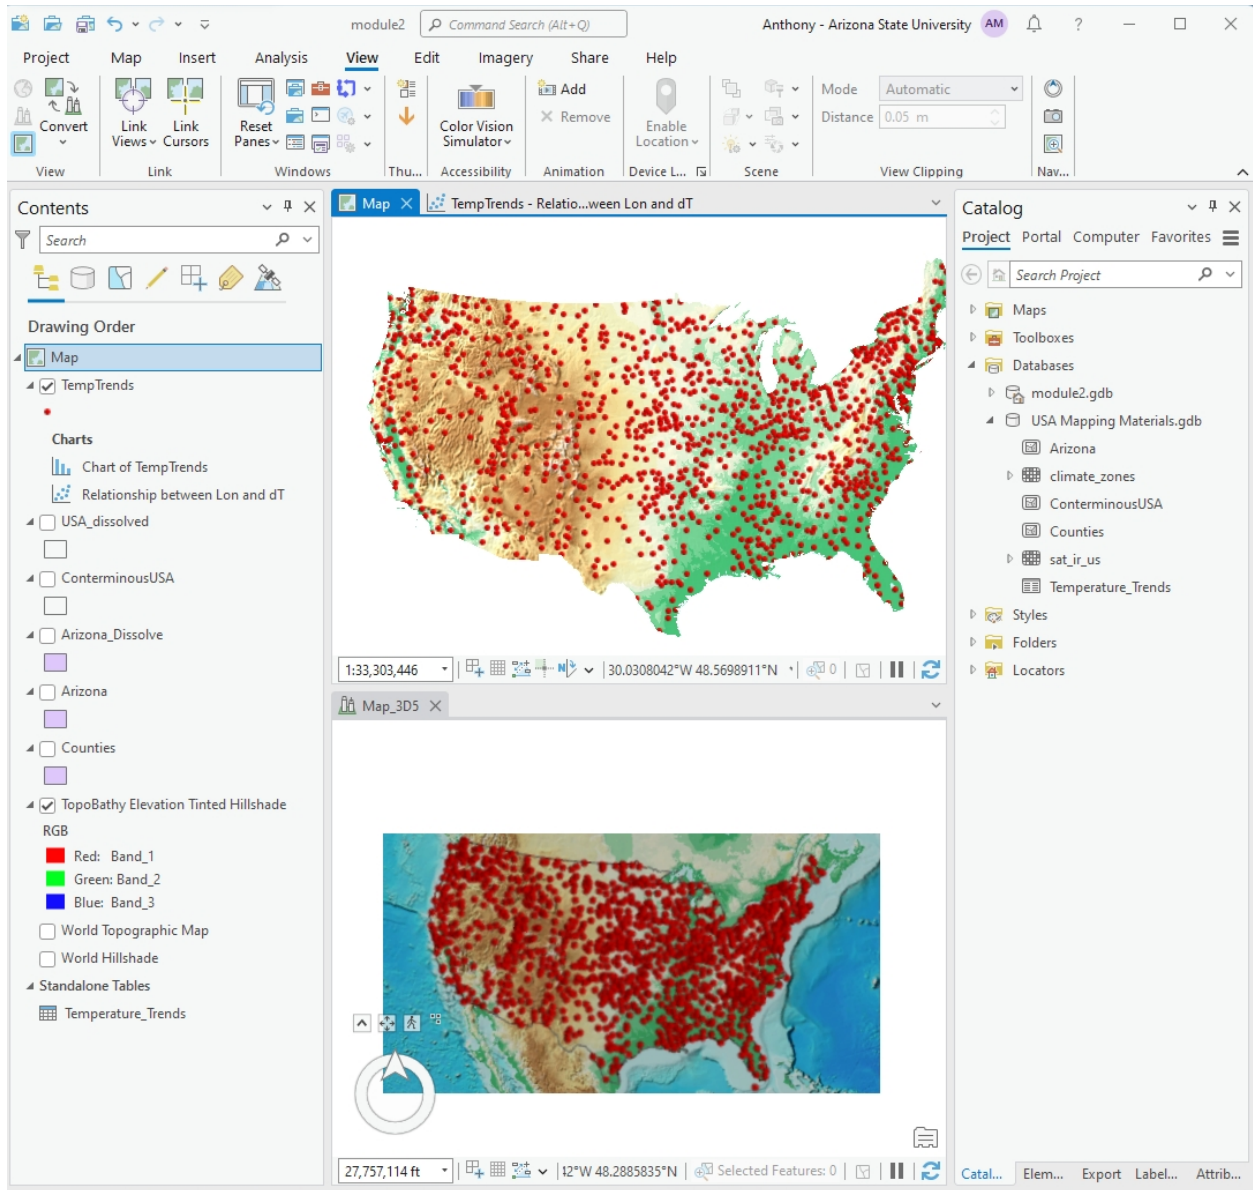 module2
Command Search (Alt+Q)
Anthony - Arizona State University
AM
?
Project Map Insert Analysis View Edit Imagery Share Help
Convert
Link Views
Link Cursors
Reset Panes
Color Vision Simulator
Add
Remove
Enable Location
Mode Automatic
Distance 0.05 m
View Link Windows Thu... Accessibility Animation Device L... Scene View Clipping Nav...
Contents
Search
Drawing Order
Map
TempTrends
Charts
Chart of TempTrends
Relationship between Lon and dT
USA_dissolved
ConterminousUSA
Arizona_Dissolve
Arizona
Counties
TopoBathy Elevation Tinted Hillshade
RGB
Red: Band_1
Green: Band_2
Blue: Band_3
World Topographic Map
World Hillshade
Standalone Tables
Temperature_Trends
Map
TempTrends - Relatio...ween Lon and dT
1:33,303,446
N
30.0308042°W 48.5698911°N
0
Map_3D5
27,757,114 ft
12°W 48.2885835°N
Selected Features: 0
Catalog
Project Portal Computer Favorites
Search Project
Maps
Toolboxes
Databases
module2.gdb
USA Mapping Materials.gdb
Arizona
climate_zones
ConterminousUSA
Counties
sat_ir_us
Temperature_Trends
Styles
Folders
Locators
Catal... Elem... Export Label... Attrib...